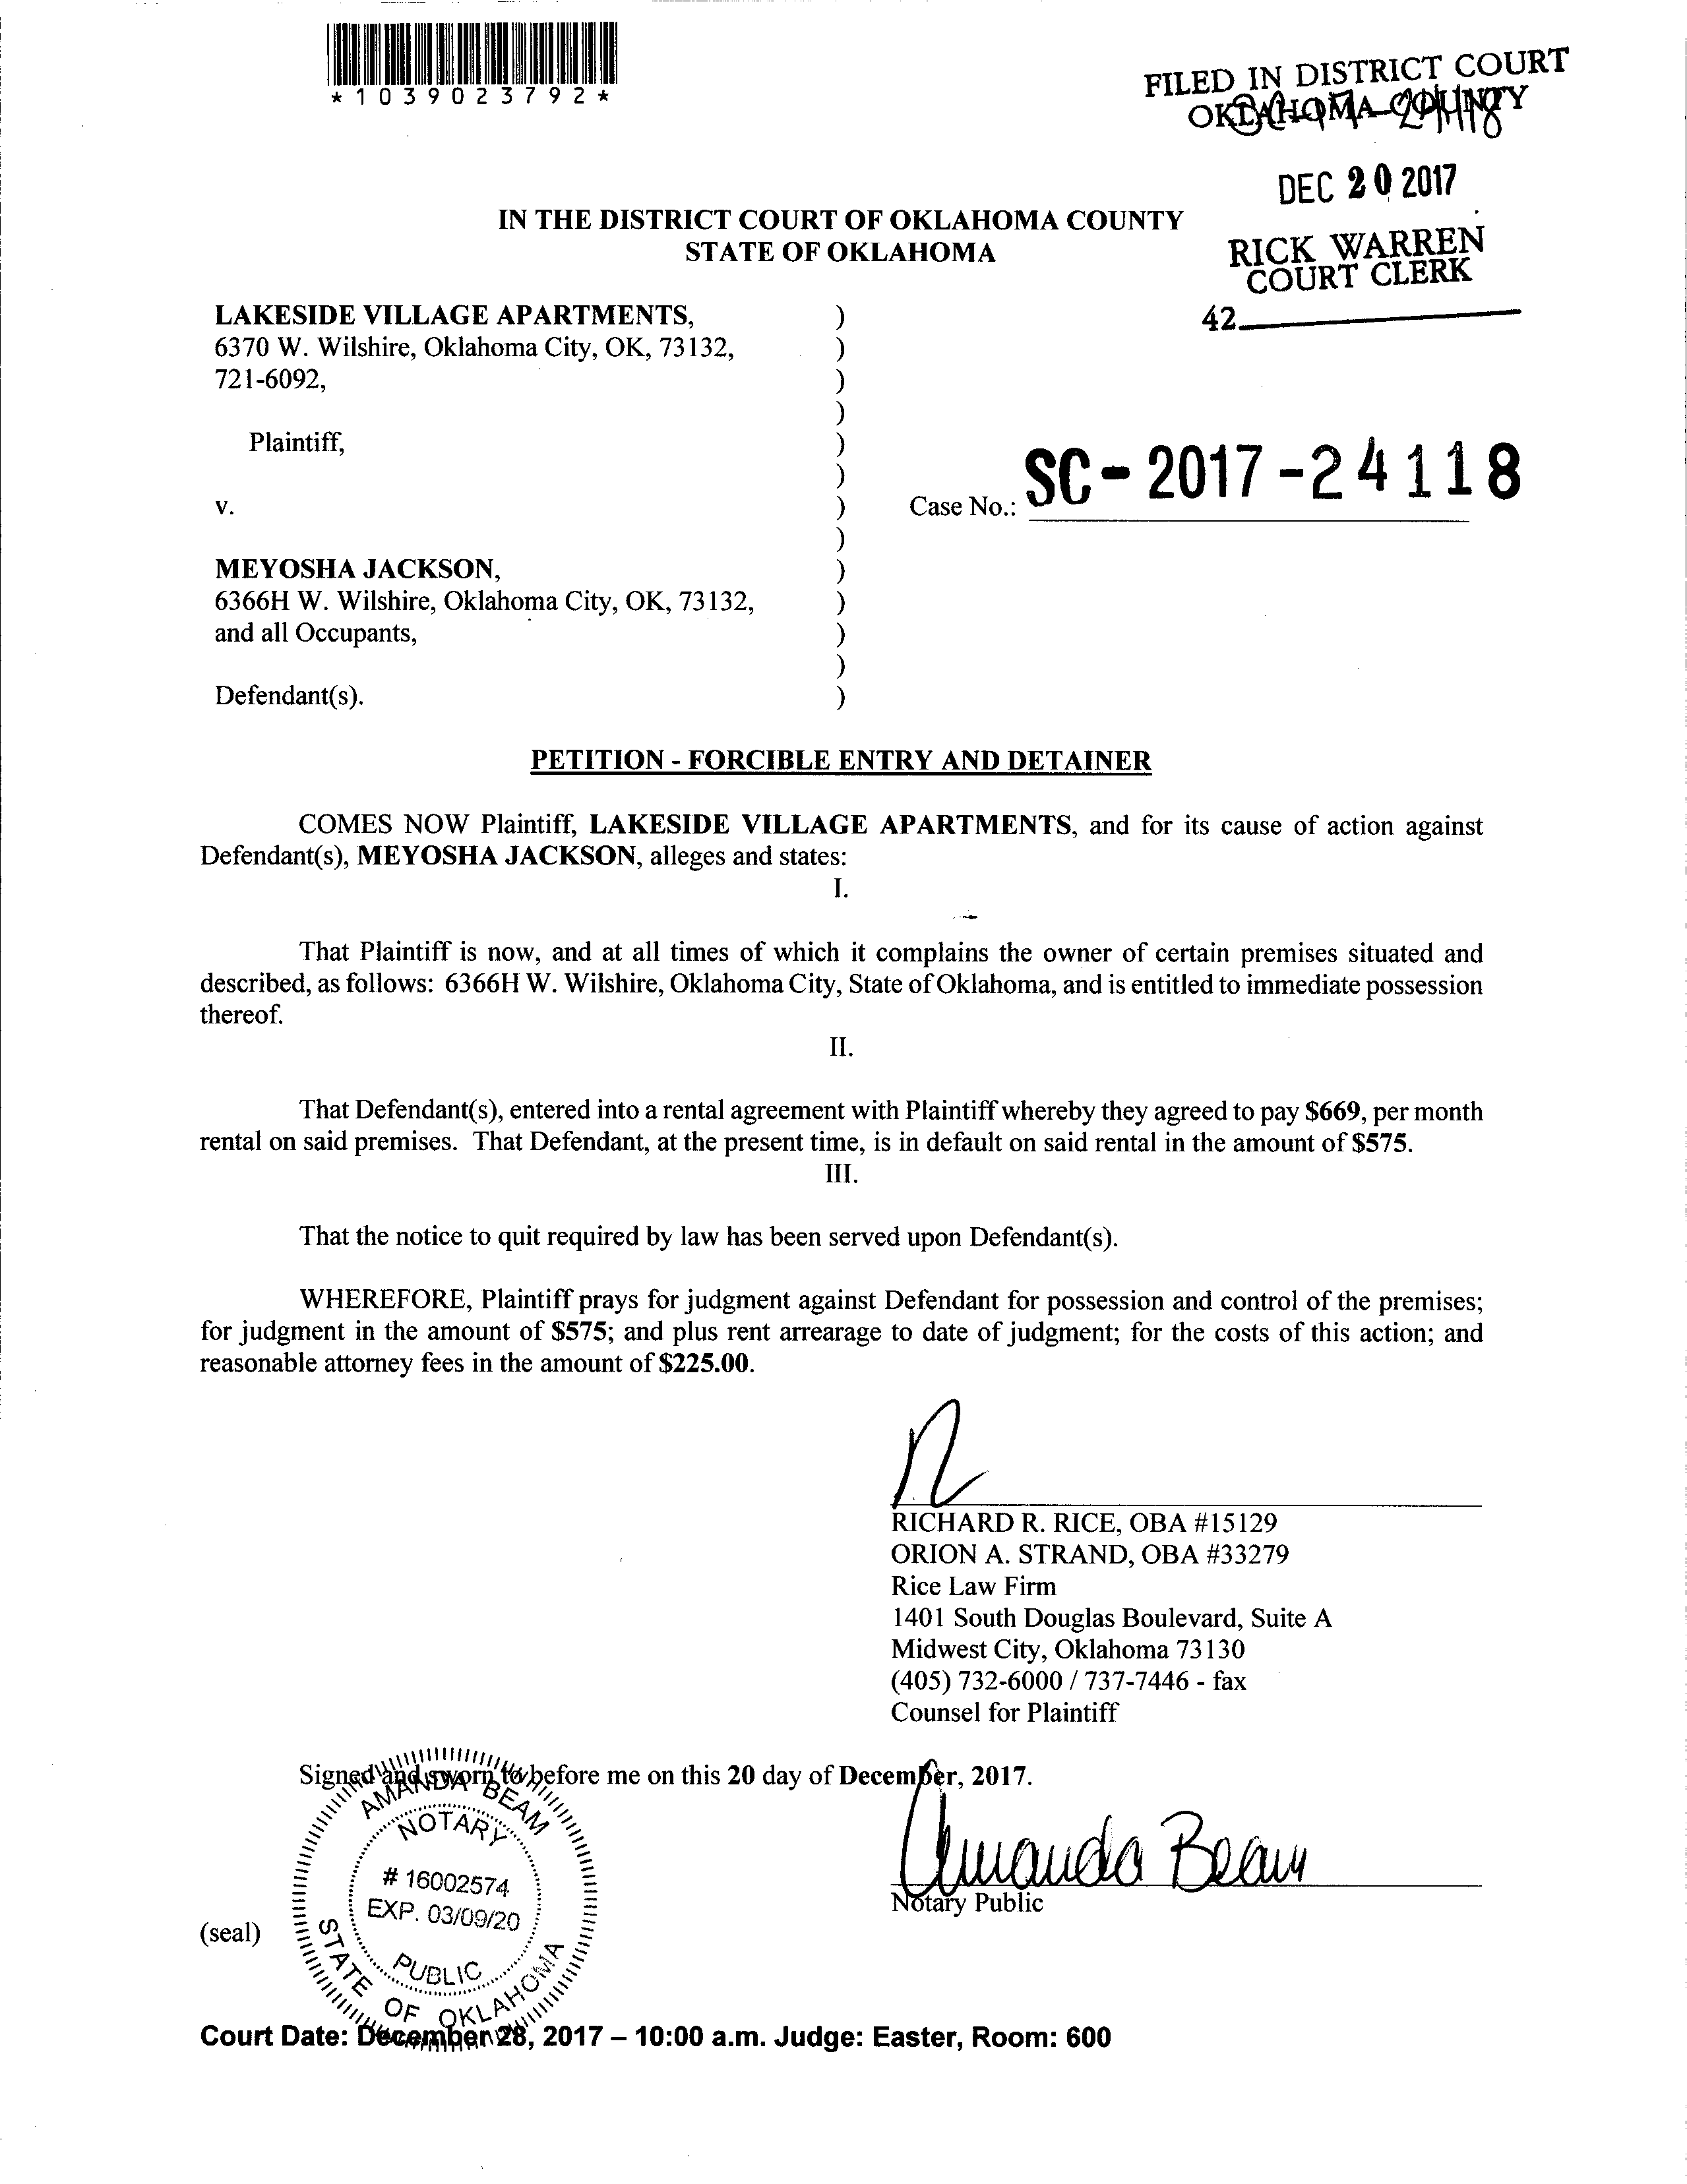 *1039023792*
FILED IN DISTRICT COURT
OKLAHOMA COUNTY
DEC 20 2017
RICK WARREN
COURT CLERK
42
IN THE DISTRICT COURT OF OKLAHOMA COUNTY
STATE OF OKLAHOMA
LAKESIDE VILLAGE APARTMENTS, )
6370 W. Wilshire, Oklahoma City, OK, 73132, )
721-6092, )
)
Plaintiff, )
)
v. ) Case No.: SC-2017-24118
)
MEYOSHA JACKSON, )
6366H W. Wilshire, Oklahoma City, OK, 73132, )
and all Occupants, )
)
Defendant(s). )
PETITION - FORCIBLE ENTRY AND DETAINER
COMES NOW Plaintiff, LAKESIDE VILLAGE APARTMENTS, and for its cause of action against
Defendant(s), MEYOSHA JACKSON, alleges and states:
I.
That Plaintiff is now, and at all times of which it complains the owner of certain premises situated and
described, as follows: 6366H W. Wilshire, Oklahoma City, State of Oklahoma, and is entitled to immediate possession
thereof.
II.
That Defendant(s), entered into a rental agreement with Plaintiff whereby they agreed to pay $669, per month
rental on said premises. That Defendant, at the present time, is in default on said rental in the amount of $575.
III.
That the notice to quit required by law has been served upon Defendant(s).
WHEREFORE, Plaintiff prays for judgment against Defendant for possession and control of the premises;
for judgment in the amount of $575; and plus rent arrearage to date of judgment; for the costs of this action; and
reasonable attorney fees in the amount of $225.00.
RICHARD R. RICE, OBA #15129
ORION A. STRAND, OBA #33279
Rice Law Firm
1401 South Douglas Boulevard, Suite A
Midwest City, Oklahoma 73130
(405) 732-6000 / 737-7446 - fax
Counsel for Plaintiff
Signed and sworn to before me on this 20 day of December, 2017.
Amanda Beam
Notary Public
(seal)
AMANDA BEAM
NOTARY
# 16002574
EXP. 03/09/20
PUBLIC
STATE OF OKLAHOMA
Court Date: December 28, 2017 – 10:00 a.m. Judge: Easter, Room: 600